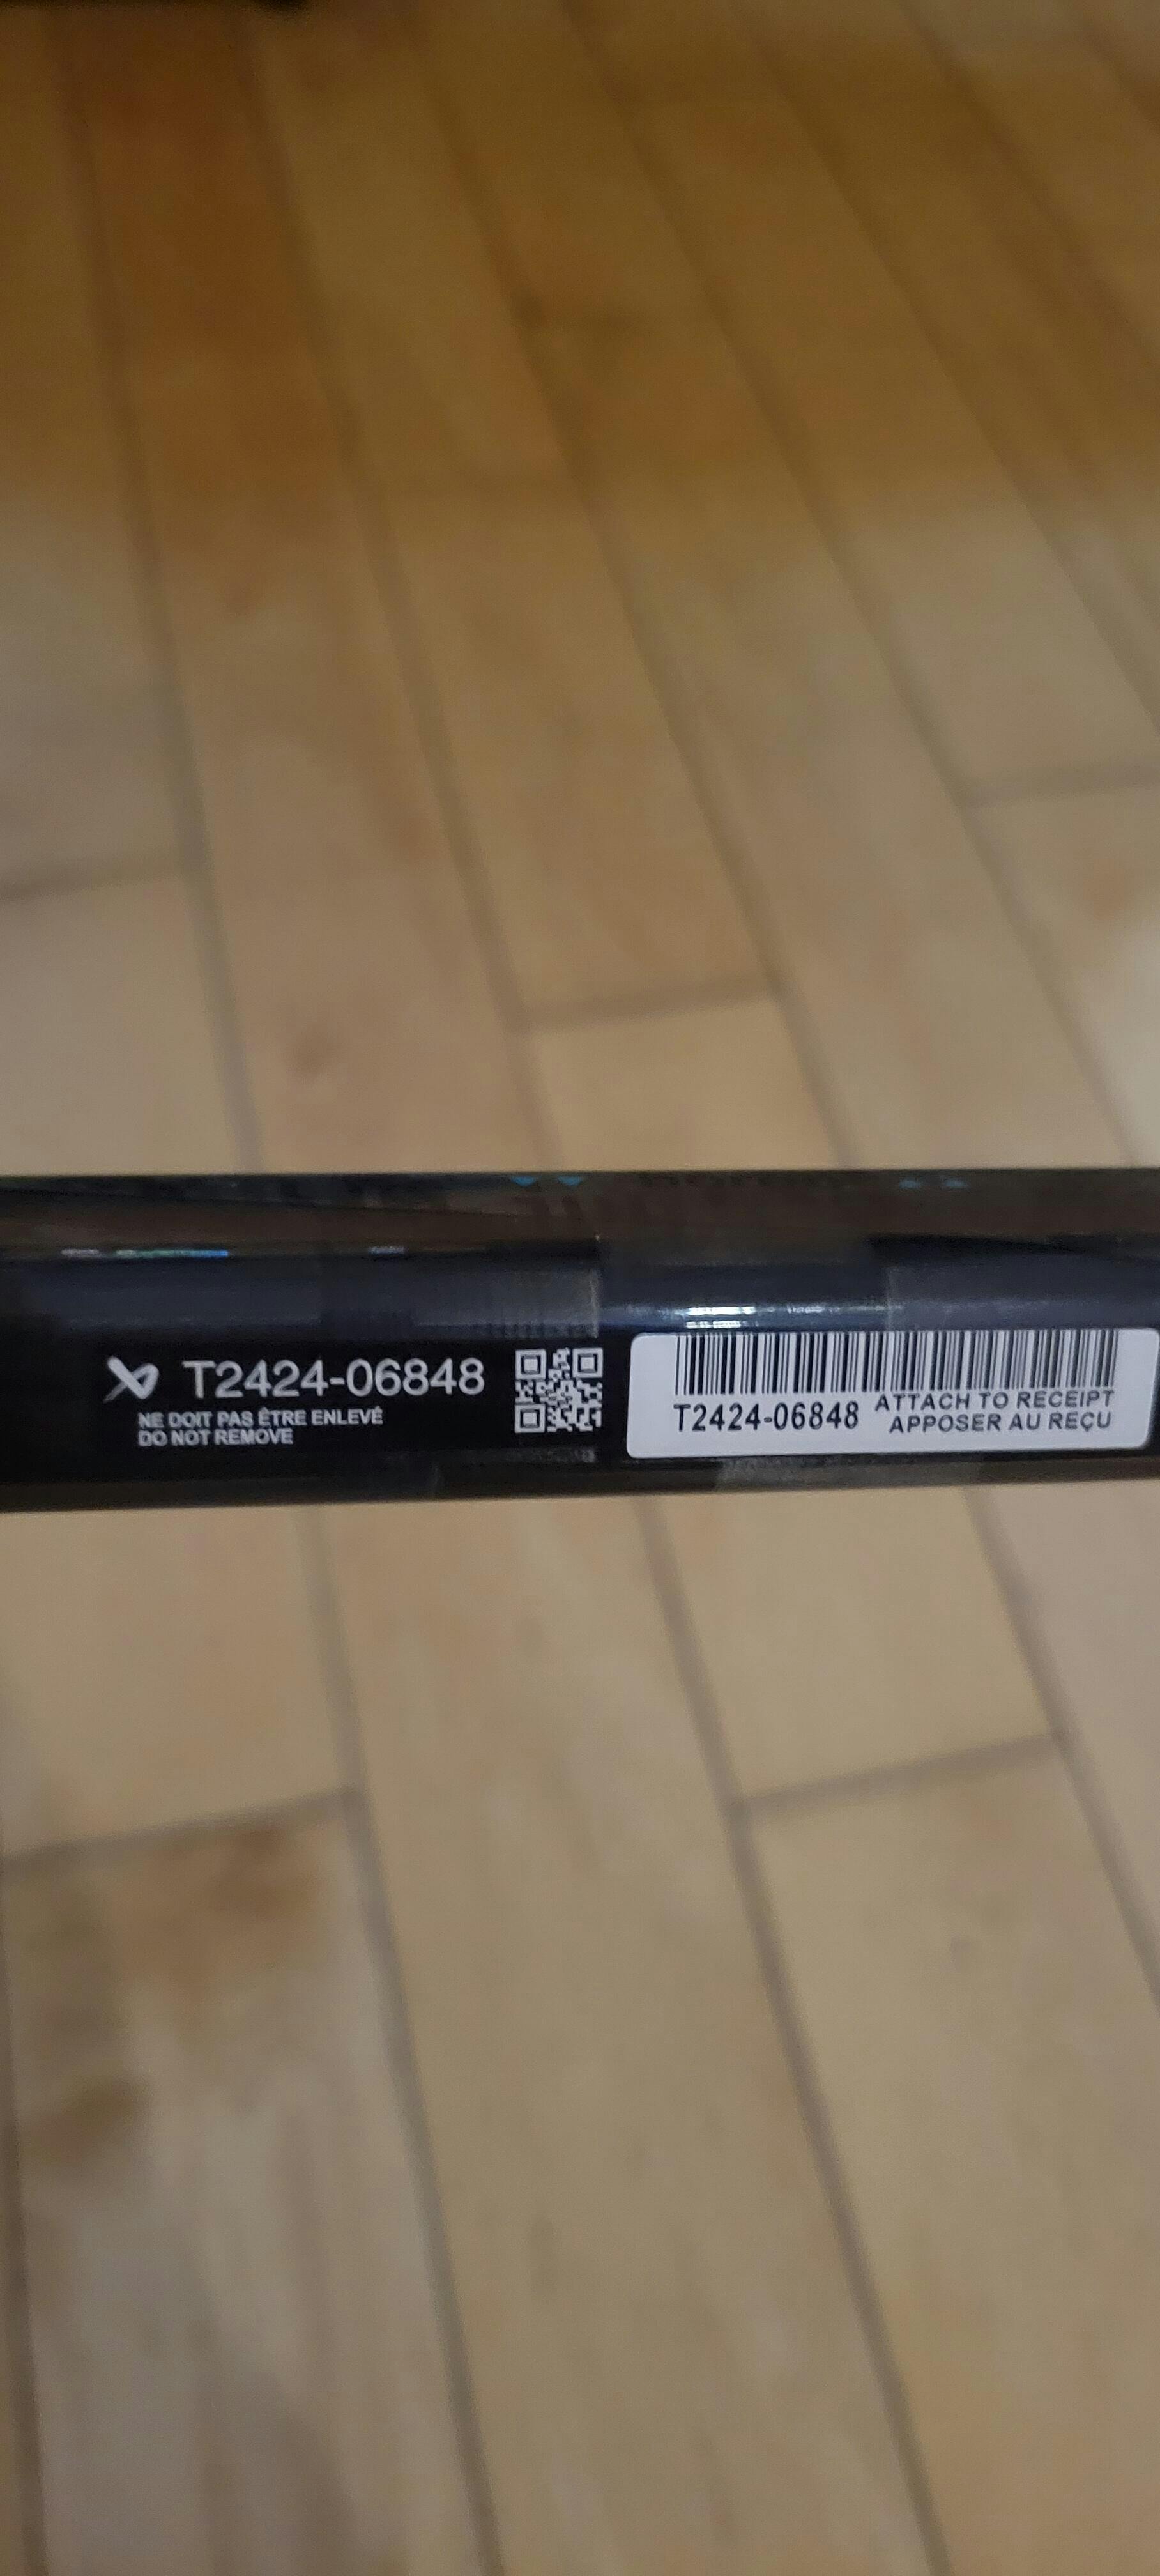 T2424-06848
NE DOIT PAS ÊTRE ENLEVÉ
DO NOT REMOVE
T2424-06848
ATTACH TO RECEIPT
APPOSER AU REÇU